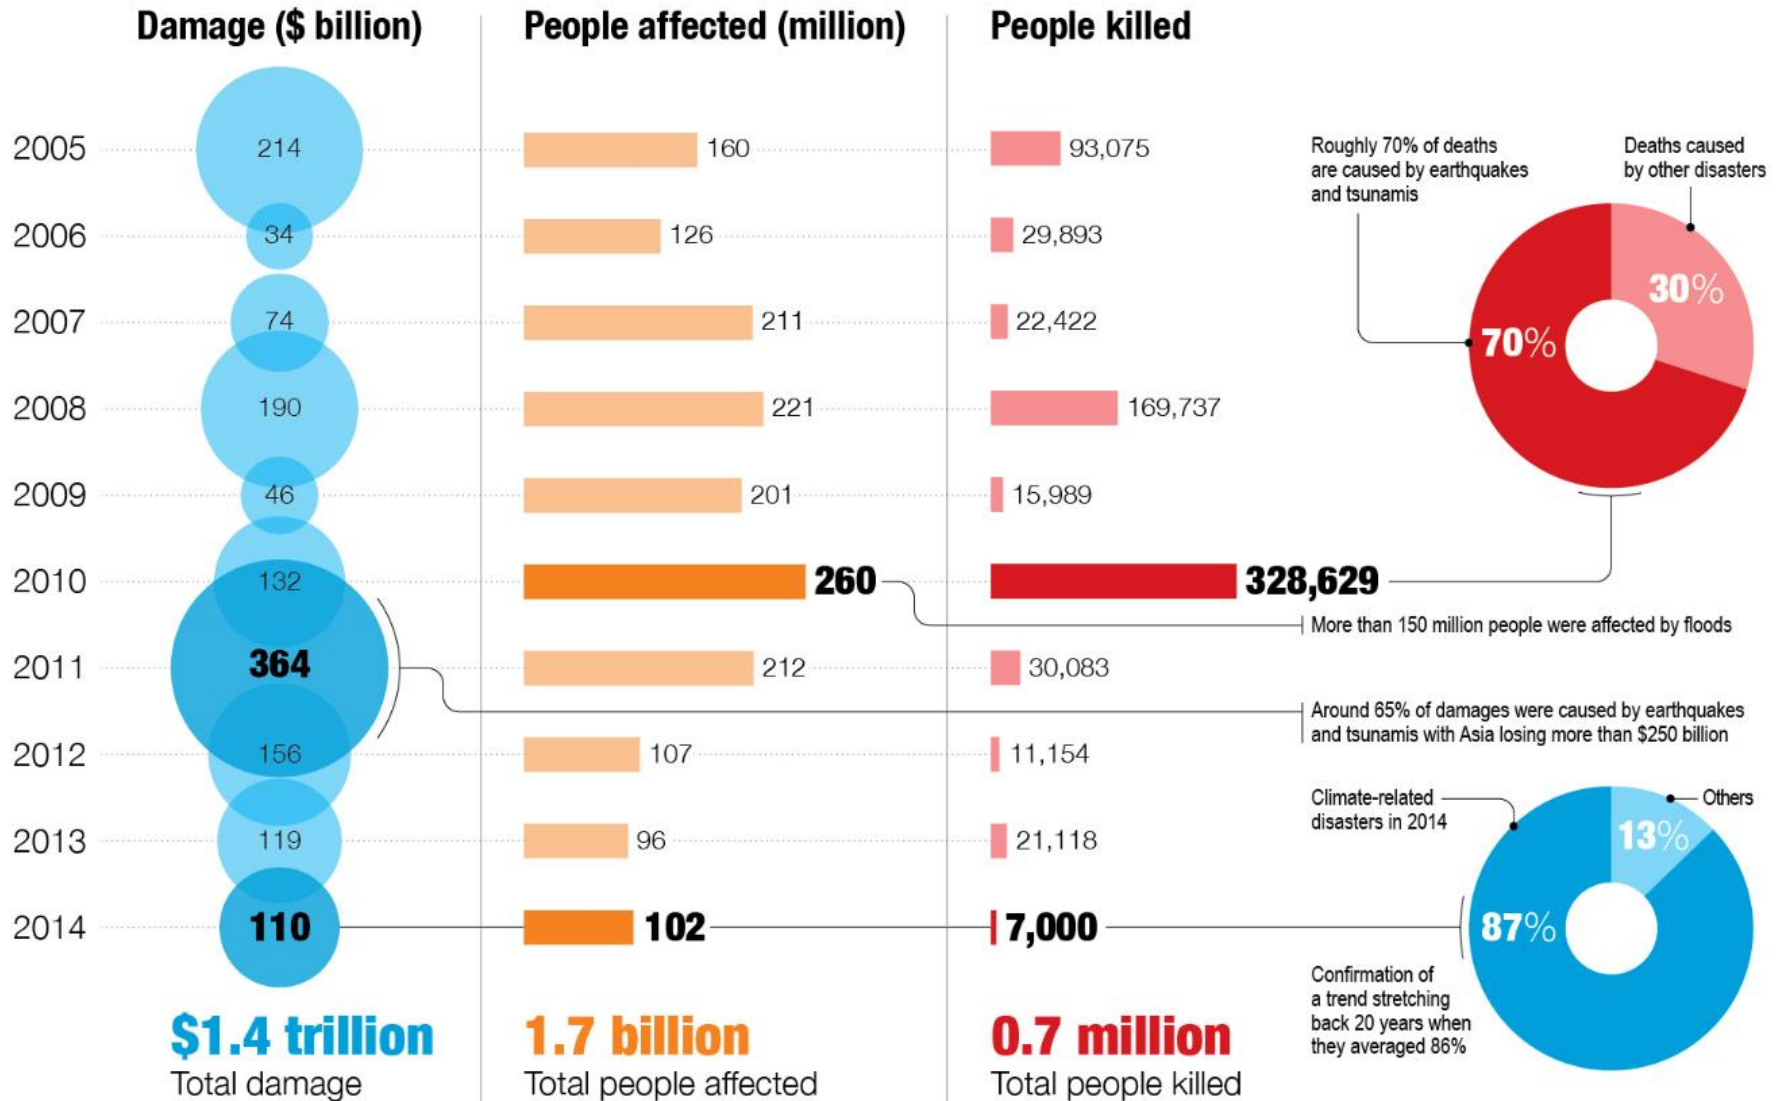 Damage ($ billion)
People affected (million)
People killed
2005
214
160
93,075
2006
34
126
29,893
2007
74
211
22,422
2008
190
221
169,737
2009
46
201
15,989
2010
132
260
328,629
2011
364
212
30,083
2012
156
107
11,154
2013
119
96
21,118
2014
110
102
7,000
$1.4 trillion
Total damage
1.7 billion
Total people affected
0.7 million
Total people killed
Roughly 70% of deaths
are caused by earthquakes
and tsunamis
Deaths caused
by other disasters
30%
70%
More than 150 million people were affected by floods
Around 65% of damages were caused by earthquakes
and tsunamis with Asia losing more than $250 billion
Climate-related
disasters in 2014
Others
13%
87%
Confirmation of
a trend stretching
back 20 years when
they averaged 86%